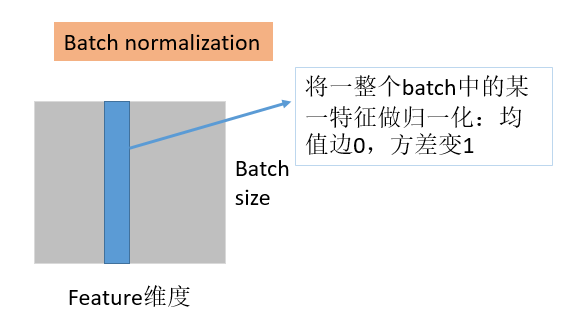 Batch normalization
将一整个batch中的某
一特征做归一化：均
值边0，方差变1
Batch
size
Feature维度